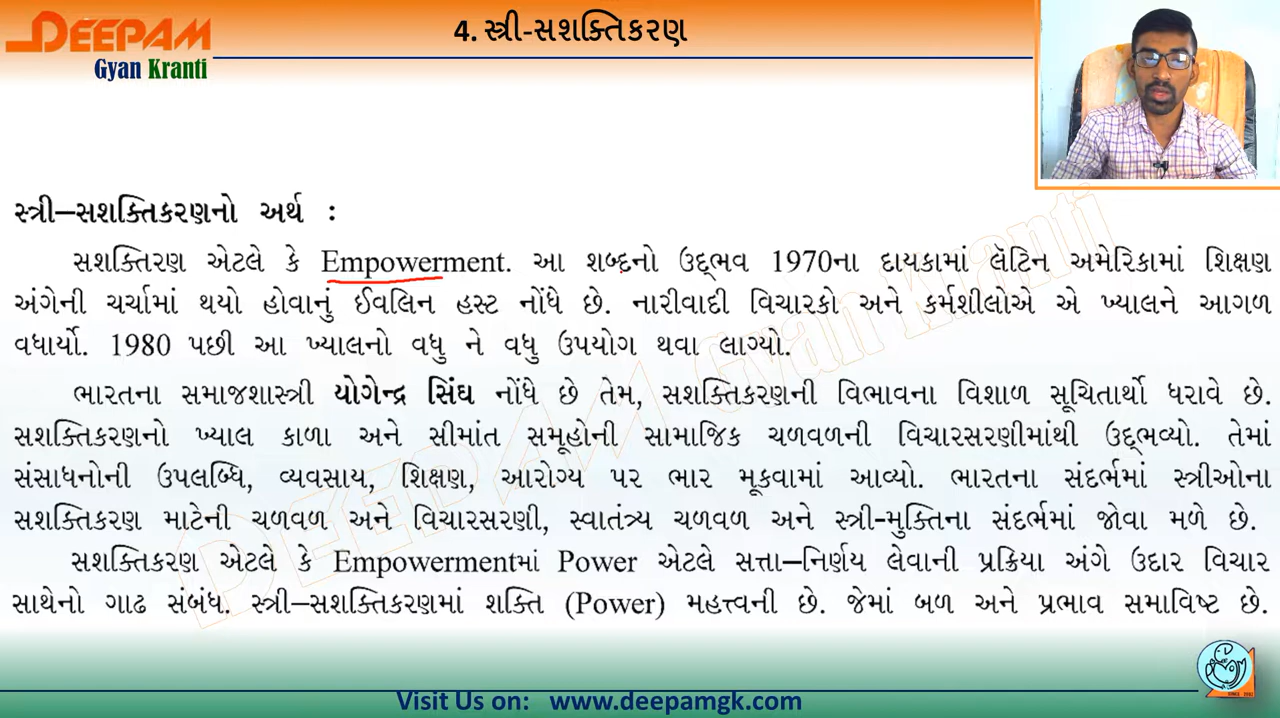 DEEPAM
Gyan Kranti
4. સ્ત્રી-સશક્તિકરણ
સ્ત્રી–સશક્તિકરણનો અર્થ :
સશક્તિરણ એટલે કે Empowerment. આ શબ્દનો ઉદ્ભવ 1970ના દાયકામાં લૅટિન અમેરિકામાં શિક્ષણ
અંગેની ચર્ચામાં થયો હોવાનું ઈવલિન હસ્ટ નોંધે છે. નારીવાદી વિચારકો અને કર્મશીલોએ એ ખ્યાલને આગળ
વધાર્યો. 1980 પછી આ ખ્યાલનો વધુ ને વધુ ઉપયોગ થવા લાગ્યો.
ભારતના સમાજશાસ્ત્રી યોગેન્દ્ર સિંઘ નોંધે છે તેમ, સશક્તિકરણની વિભાવના વિશાળ સૂચિતાર્થો ધરાવે છે.
સશક્તિકરણનો ખ્યાલ કાળા અને સીમાંત સમૂહોની સામાજિક ચળવળની વિચારસરણીમાંથી ઉદ્ભવ્યો. તેમાં
સંસાધનોની ઉપલબ્ધિ, વ્યવસાય, શિક્ષણ, આરોગ્ય પર ભાર મૂકવામાં આવ્યો. ભારતના સંદર્ભમાં સ્ત્રીઓના
સશક્તિકરણ માટેની ચળવળ અને વિચારસરણી, સ્વાતંત્ર્ય ચળવળ અને સ્ત્રી-મુક્તિના સંદર્ભમાં જોવા મળે છે.
સશક્તિકરણ એટલે કે Empowermentમાં Power એટલે સત્તા–નિર્ણય લેવાની પ્રક્રિયા અંગે ઉદાર વિચાર
સાથેનો ગાઢ સંબંધ. સ્ત્રી–સશક્તિકરણમાં શક્તિ (Power) મહત્ત્વની છે. જેમાં બળ અને પ્રભાવ સમાવિષ્ટ છે.
DEEPAM Gyan Kranti
Visit Us on: www.deepamgk.com